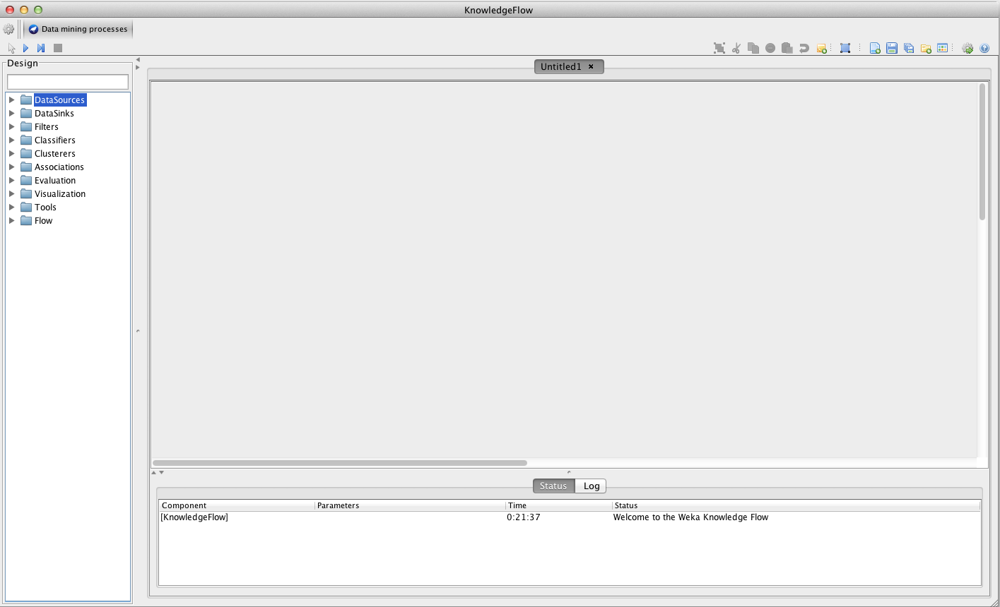 KnowledgeFlow
Data mining processes
Design
Untitled1
DataSources
DataSinks
Filters
Classifiers
Clusterers
Associations
Evaluation
Visualization
Tools
Flow
Status Log
Component Parameters Time Status
[KnowledgeFlow] 0:21:37 Welcome to the Weka Knowledge Flow